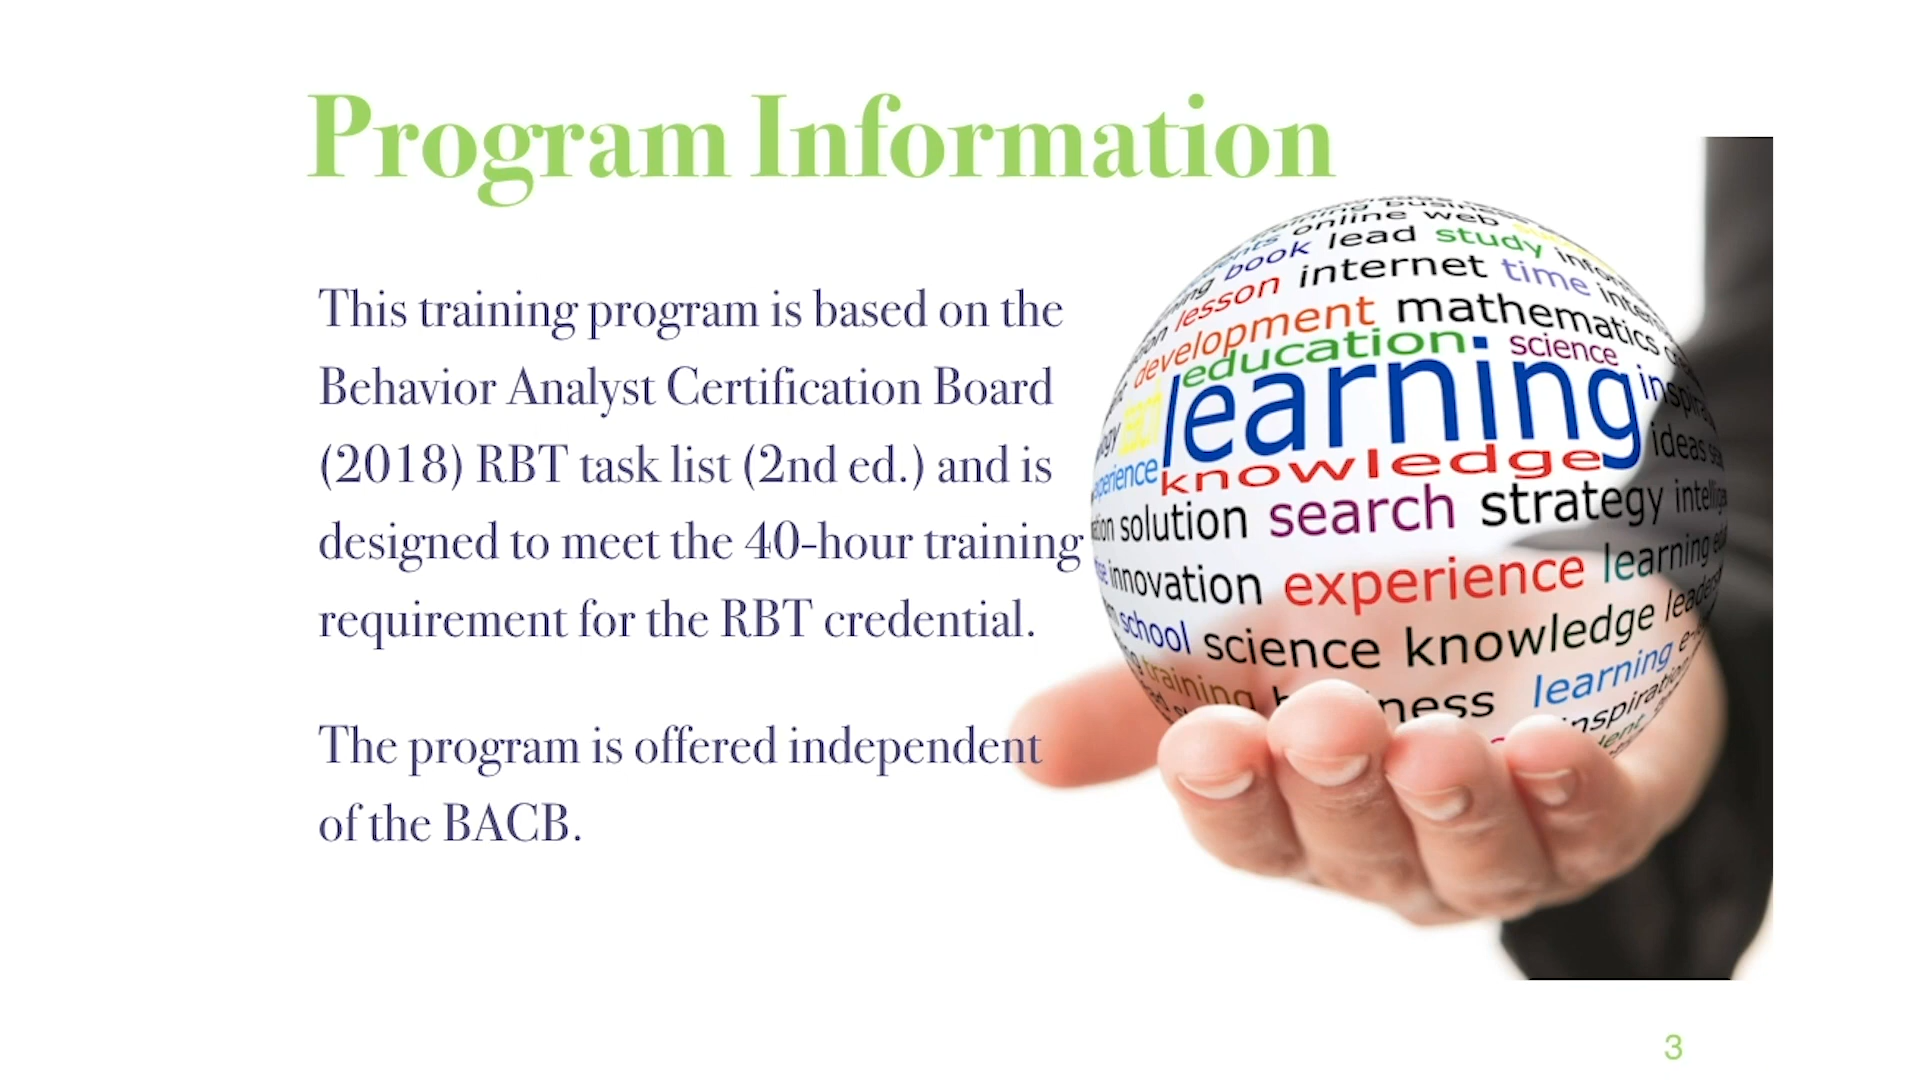 Program Information
This training program is based on the
Behavior Analyst Certification Board
(2018) RBT task list (2nd ed.) and is
designed to meet the 40-hour training
requirement for the RBT credential.
The program is offered independent
of the BACB.
online web
book lead study
lesson internet time
development mathematics
education science
learning
knowledge ideas
solution search strategy
innovation experience learning
school science knowledge
training learning
3